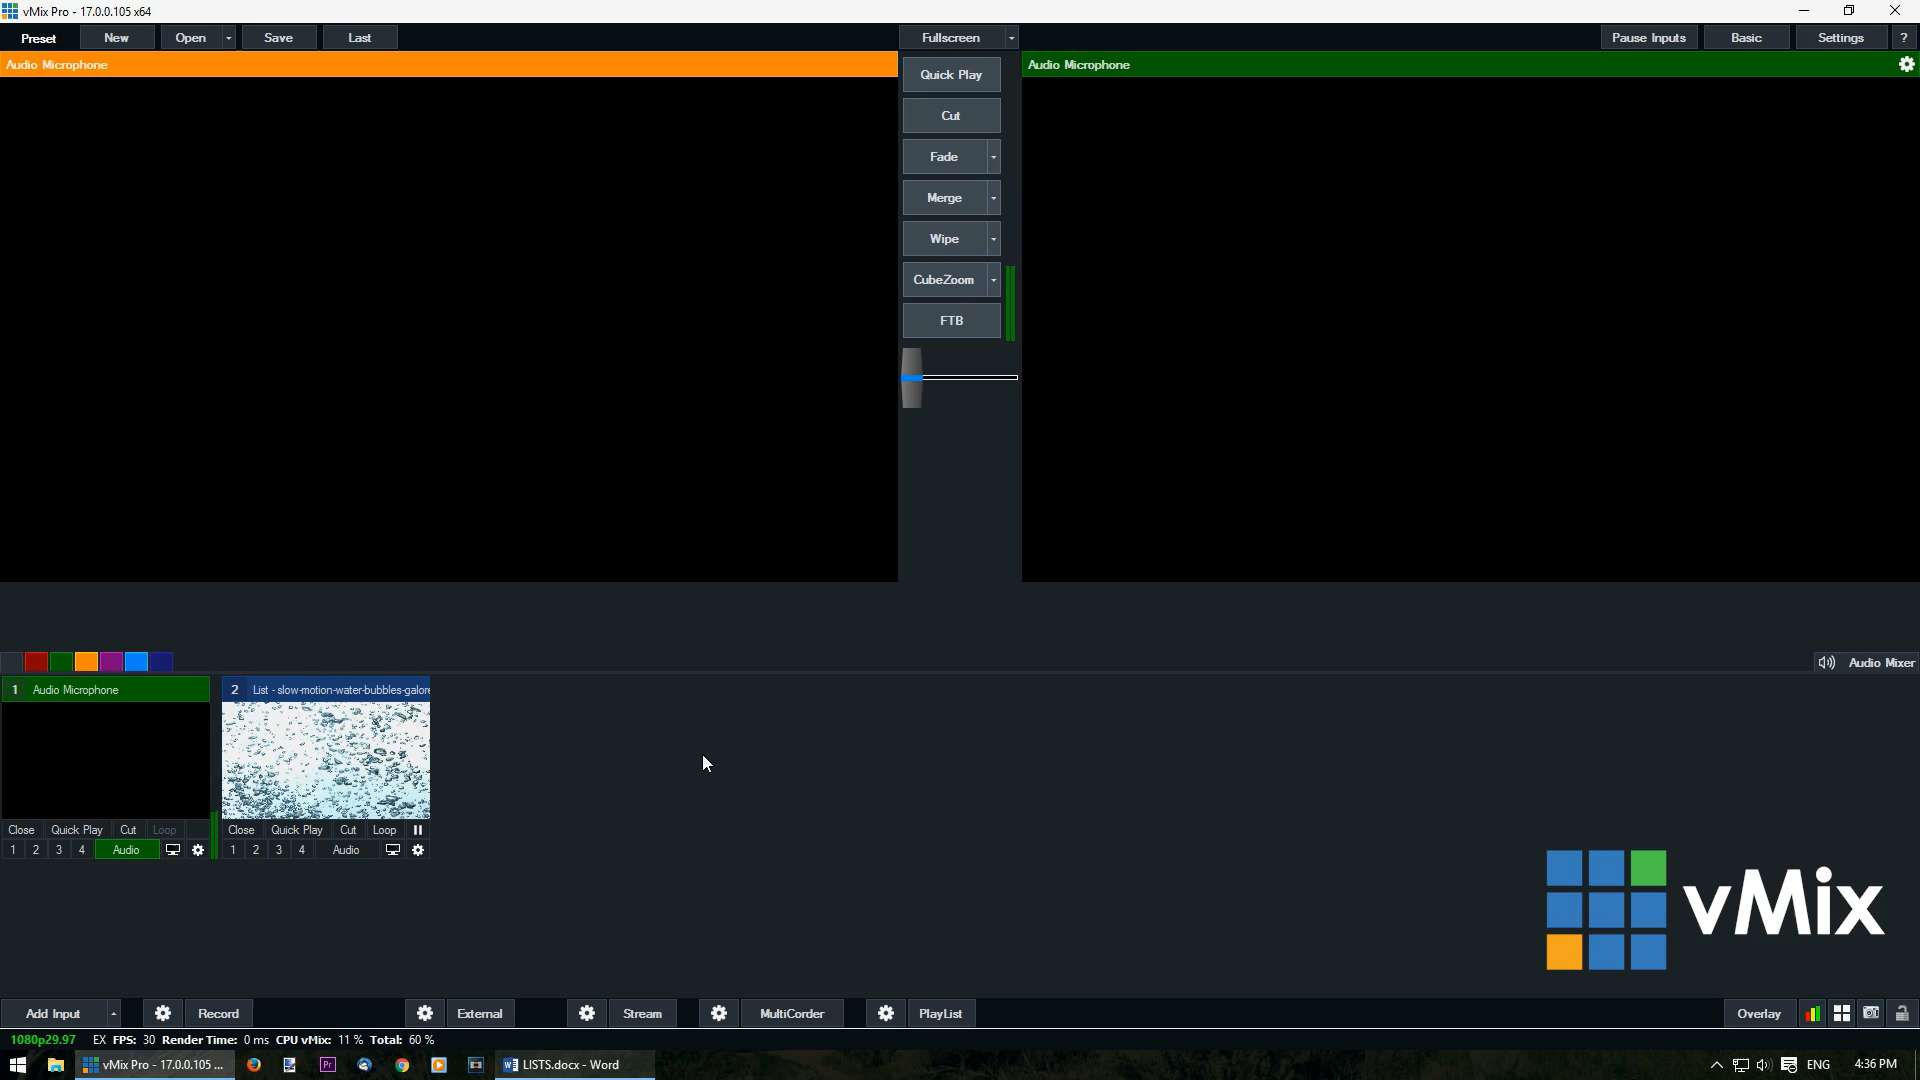 vMix Pro - 17.0.0.105 x64
Preset New Open Save Last Fullscreen Pause Inputs Basic Settings ?
Audio Microphone
Audio Microphone
Quick Play
Cut
Fade
Merge
Wipe
CubeZoom
FTB
Audio Mixer
1 Audio Microphone
2 List - slow-motion-water-bubbles-galore
Close Quick Play Cut Loop
Close Quick Play Cut Loop
1 2 3 4 Audio
1 2 3 4 Audio
vMix
Add Input Record External Stream MultiCorder PlayList Overlay
1080p29.97 EX FPS: 30 Render Time: 0 ms CPU vMix: 11 % Total: 60 %
vMix Pro - 17.0.0.105 ... Pr LISTS.docx - Word ENG 4:36 PM